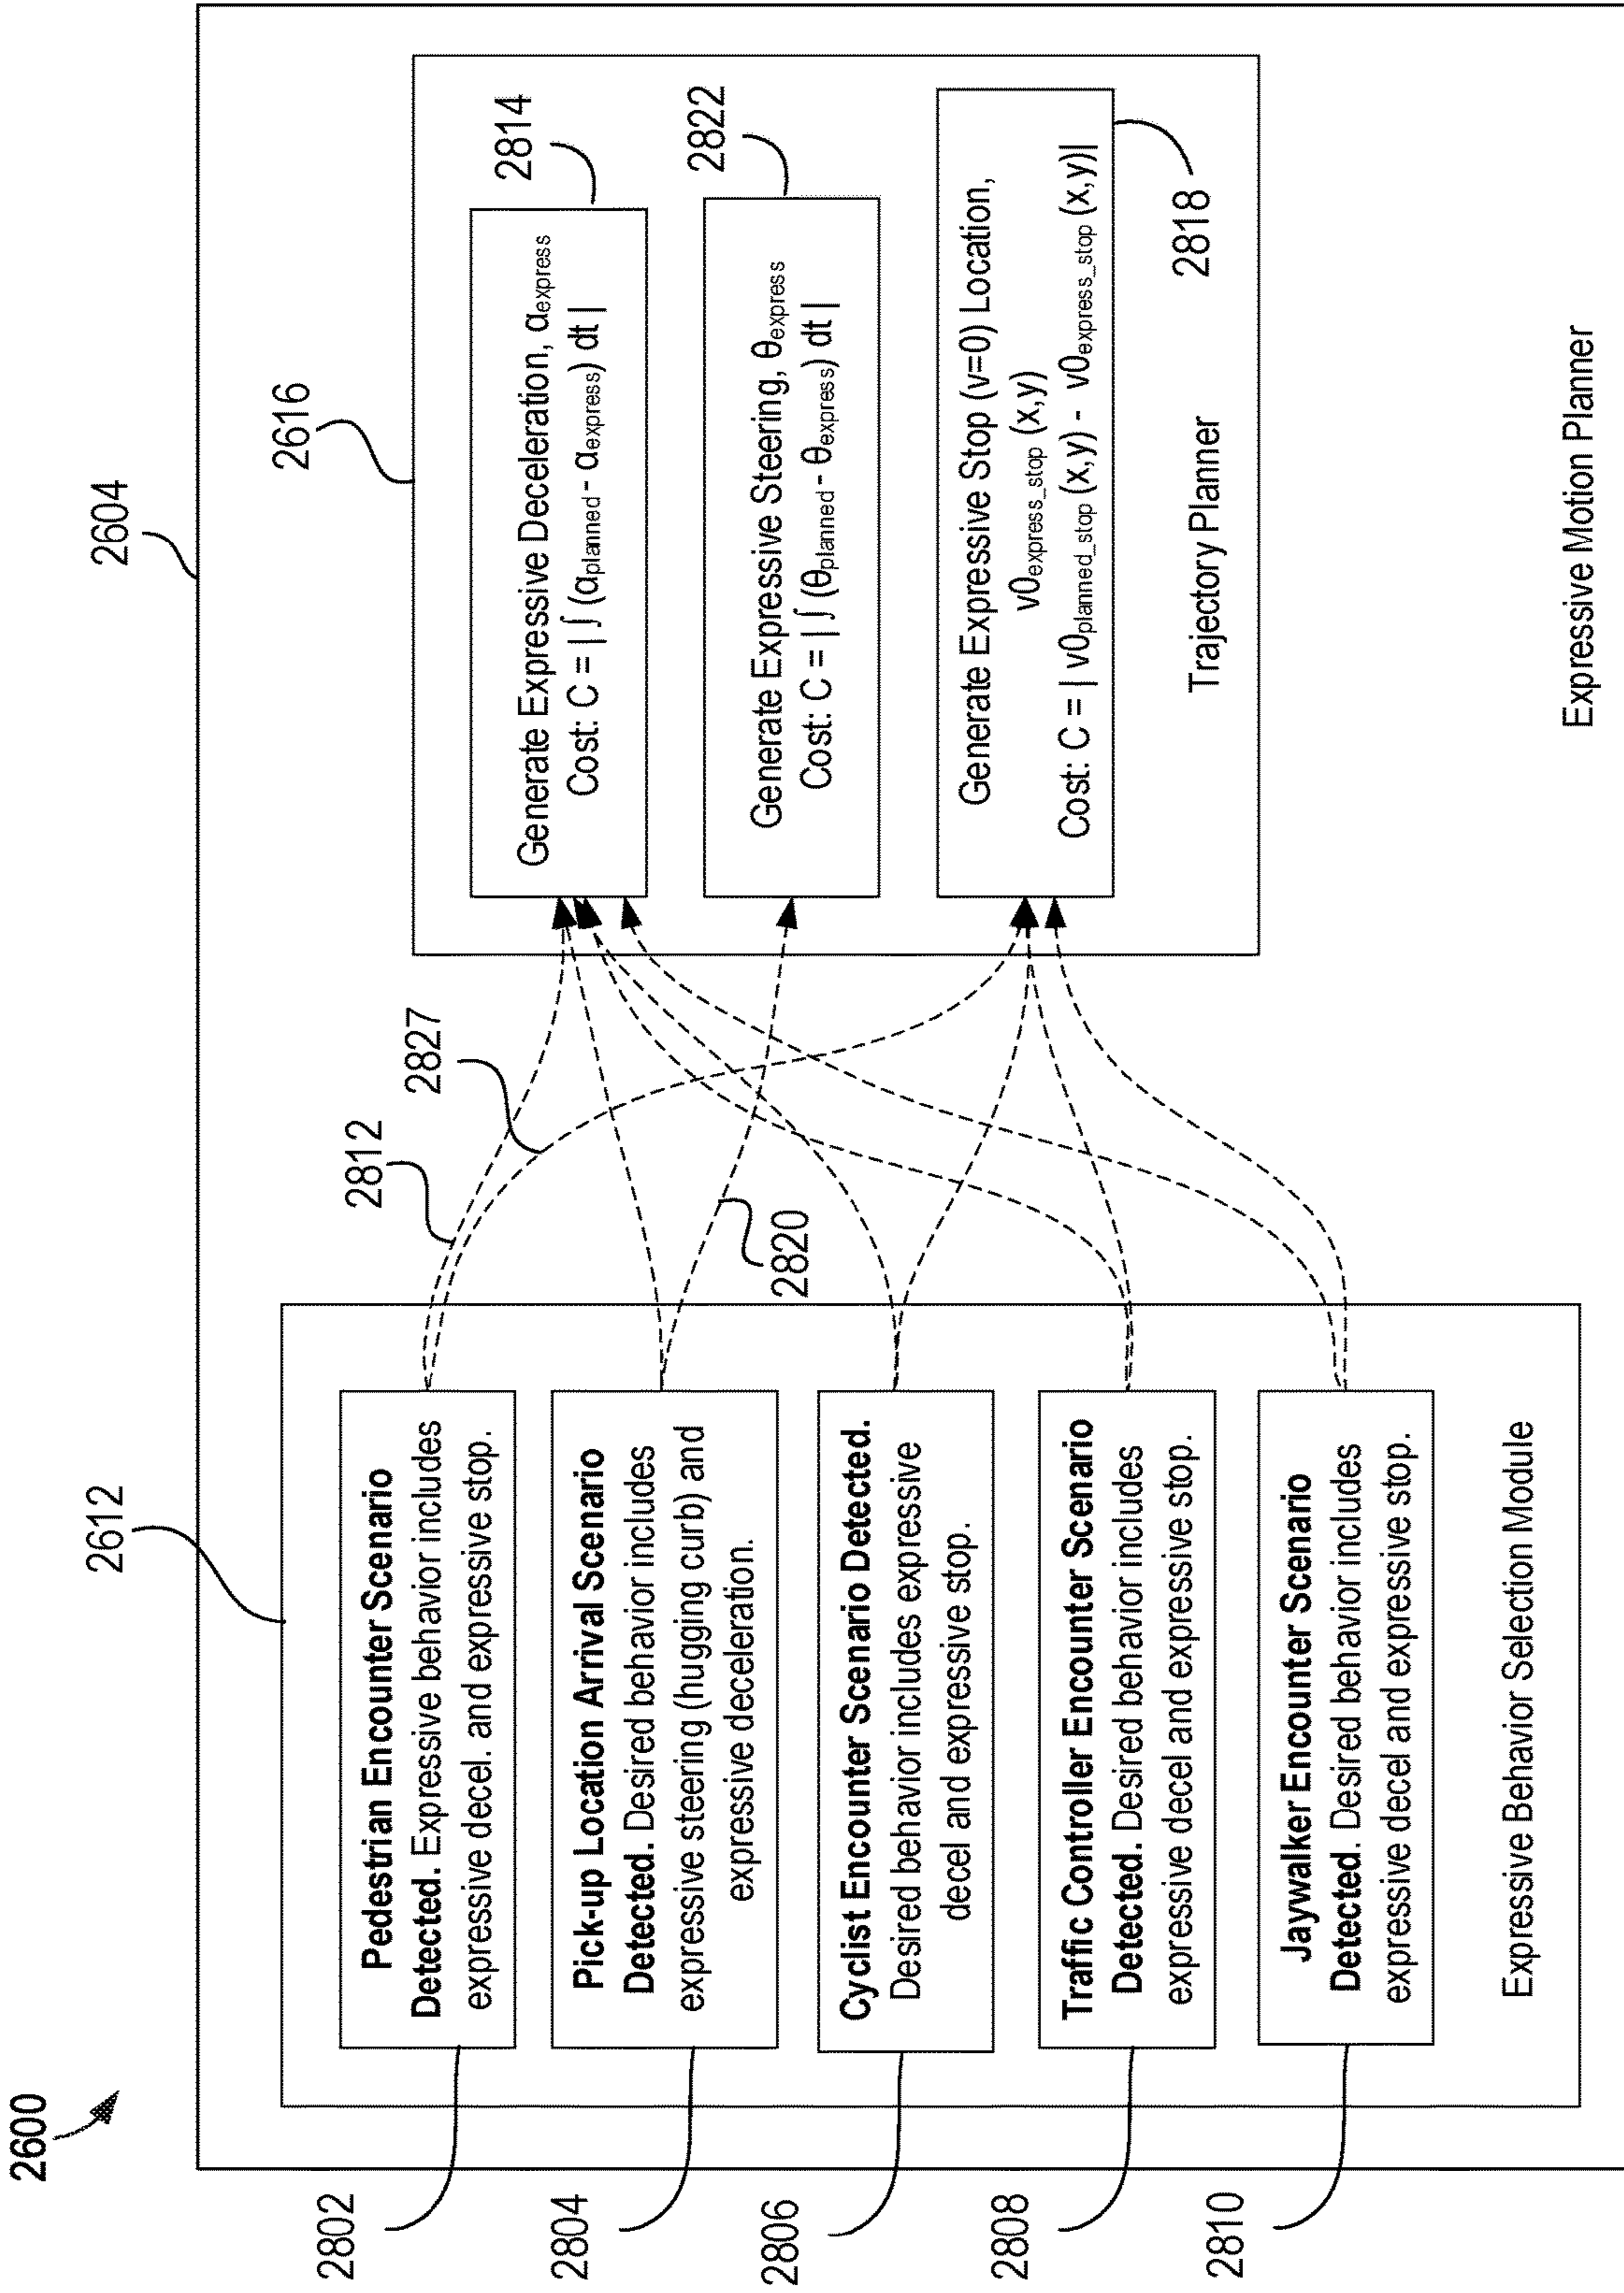 2600
2604
2612
2616
2802
Pedestrian Encounter Scenario
Detected. Expressive behavior includes
expressive decel. and expressive stop.
2804
Pick-up Location Arrival Scenario
Detected. Desired behavior includes
expressive steering (hugging curb) and
expressive deceleration.
2806
Cyclist Encounter Scenario Detected.
Desired behavior includes expressive
decel and expressive stop.
2808
Traffic Controller Encounter Scenario
Detected. Desired behavior includes
expressive decel and expressive stop.
2810
Jaywalker Encounter Scenario
Detected. Desired behavior includes
expressive decel and expressive stop.
Expressive Behavior Selection Module
2812
2827
2820
Generate Expressive Deceleration, αexpress
Cost: C = | ∫ (αplanned - αexpress) dt |
2814
Generate Expressive Steering, θexpress
Cost: C = | ∫ (θplanned - θexpress) dt |
2822
Generate Expressive Stop (v=0) Location,
v0express_stop (x,y)
Cost: C = | v0planned_stop (x,y) - v0express_stop (x,y)|
2818
Trajectory Planner
Expressive Motion Planner